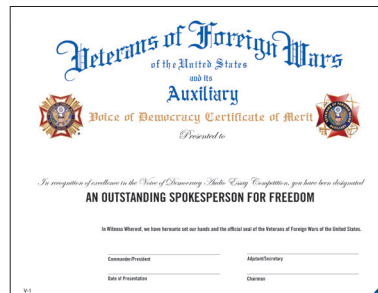 Veterans of Foreign Wars
of the United States
and its
Auxiliary
Voice of Democracy Certificate of Merit
Presented to
In recognition of excellence in the Voice of Democracy Audio Essay Competition, you have been designated
AN OUTSTANDING SPOKESPERSON FOR FREEDOM
In Witness Whereof, we have hereunto set our hands and the official seal of the Veterans of Foreign Wars of the United States.
Commander/President Adjutant/Secretary
Date of Presentation Chairman
V-1